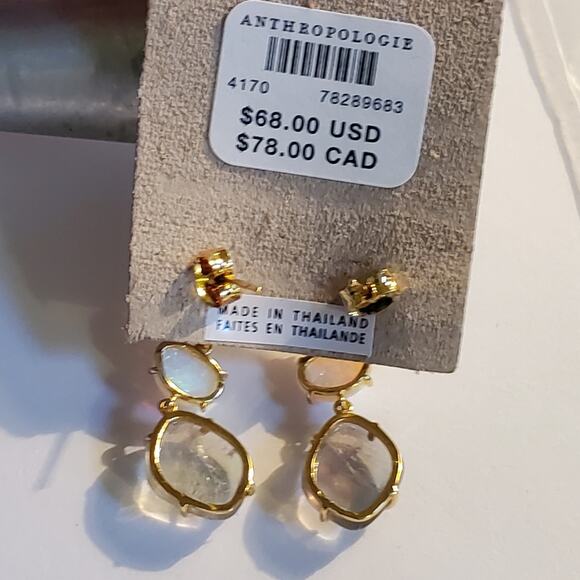 ANTHROPOLOGIE
4170 78289683
$68.00 USD
$78.00 CAD
MADE IN THAILAND
FAITES EN THAILANDE